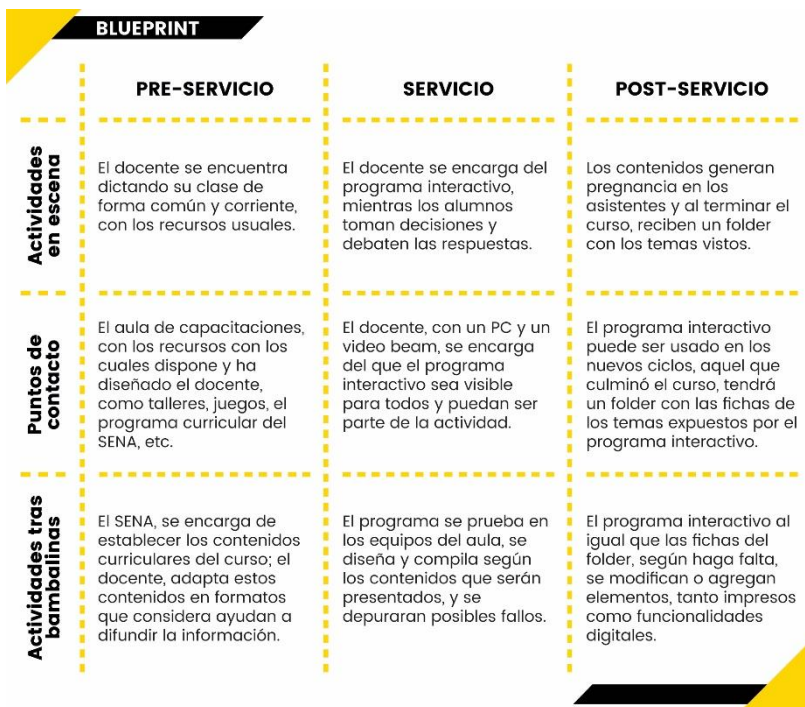 BLUEPRINT
PRE-SERVICIO
SERVICIO
POST-SERVICIO
Actividades
en escena
El docente se encuentra
dictando su clase de
forma común y corriente,
con los recursos usuales.
El docente se encarga del
programa interactivo,
mientras los alumnos
toman decisiones y
debaten las respuestas.
Los contenidos generan
pregnancia en los
asistentes y al terminar el
curso, reciben un folder
con los temas vistos.
Puntos de
contacto
El aula de capacitaciones,
con los recursos con los
cuales dispone y ha
diseñado el docente,
como talleres, juegos, el
programa curricular del
SENA, etc.
El docente, con un PC y un
video beam, se encarga
del que el programa
interactivo sea visible
para todos y puedan ser
parte de la actividad.
El programa interactivo
puede ser usado en los
nuevos ciclos, aquel que
culminó el curso, tendrá
un folder con las fichas de
los temas expuestos por el
programa interactivo.
Actividades tras
bambalinas
El SENA, se encarga de
establecer los contenidos
curriculares del curso; el
docente, adapta estos
contenidos en formatos
que considera ayudan a
difundir la información.
El programa se prueba en
los equipos del aula, se
diseña y compila según
los contenidos que serán
presentados, y se
depuraran posibles fallos.
El programa interactivo al
igual que las fichas del
folder, según haga falta,
se modifican o agregan
elementos, tanto impresos
como funcionalidades
digitales.